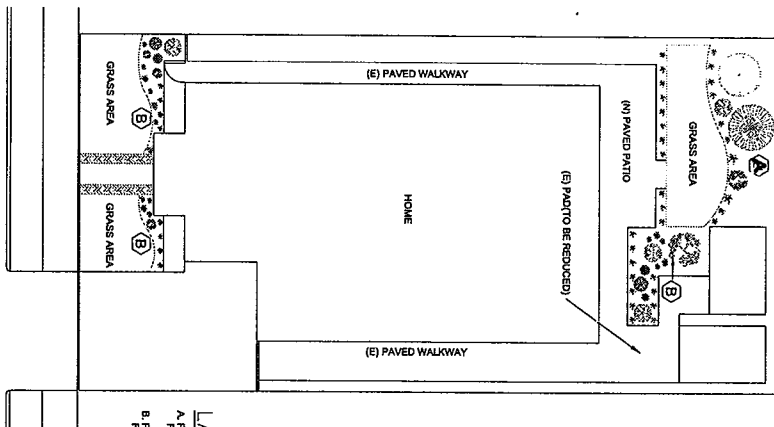 GRASS AREA
B
GRASS AREA
B
(E) PAVED WALKWAY
HOME
(E) PAVED WALKWAY
(E) PAD(TO BE REDUCED)
(N) PAVED PATIO
GRASS AREA
A
B
A.
B.